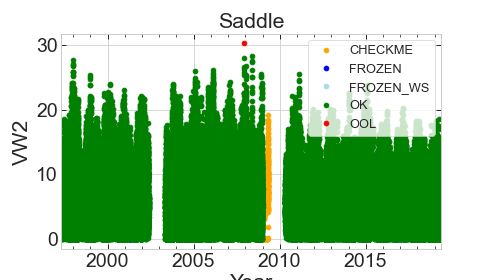 Saddle
30
20
10
0
VW2
CHECKME
FROZEN
FROZEN_WS
OK
OOL
2000 2005 2010 2015
Year